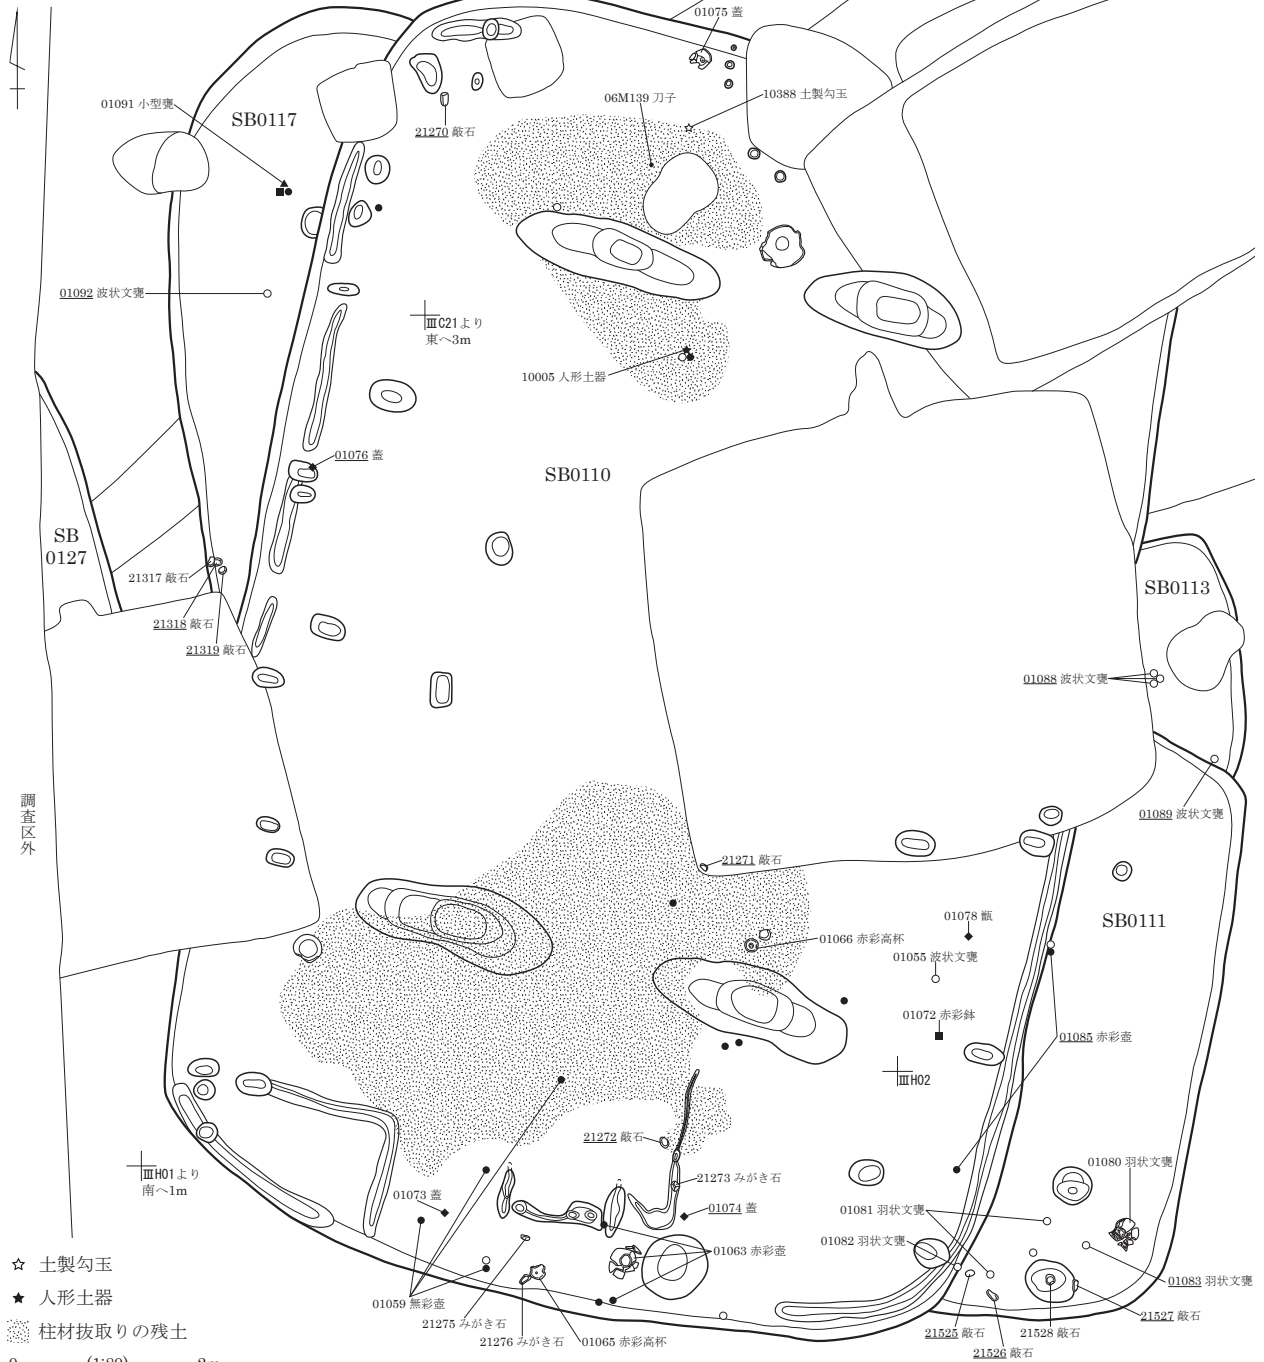 01075 蓋
06M139 刀子
10388 土製勾玉
01091 小型甕
SB0117
21270 敲石
01092 波状文甕
ⅢC21より
東へ3m
10005 人形土器
01076 蓋
SB0110
SB
0127
21317 敲石
21318 敲石
21319 敲石
SB0113
01088 波状文甕
01089 波状文甕
調査区外
21271 敲石
01078 甑
SB0111
01066 赤彩高杯
01055 波状文甕
01072 赤彩鉢
01085 赤彩壺
ⅢH02
21272 敲石
ⅢH01より
南へ1m
21273 みがき石
01080 羽状文甕
01073 蓋
01074 蓋
01081 羽状文甕
01082 羽状文甕
01063 赤彩壺
01083 羽状文甕
01059 無彩壺
21275 みがき石
21276 みがき石
01065 赤彩高杯
21525 敲石
21528 敲石
21527 敲石
21526 敲石
土製勾玉
人形土器
柱材抜取りの残土
0 (1:80) 2m